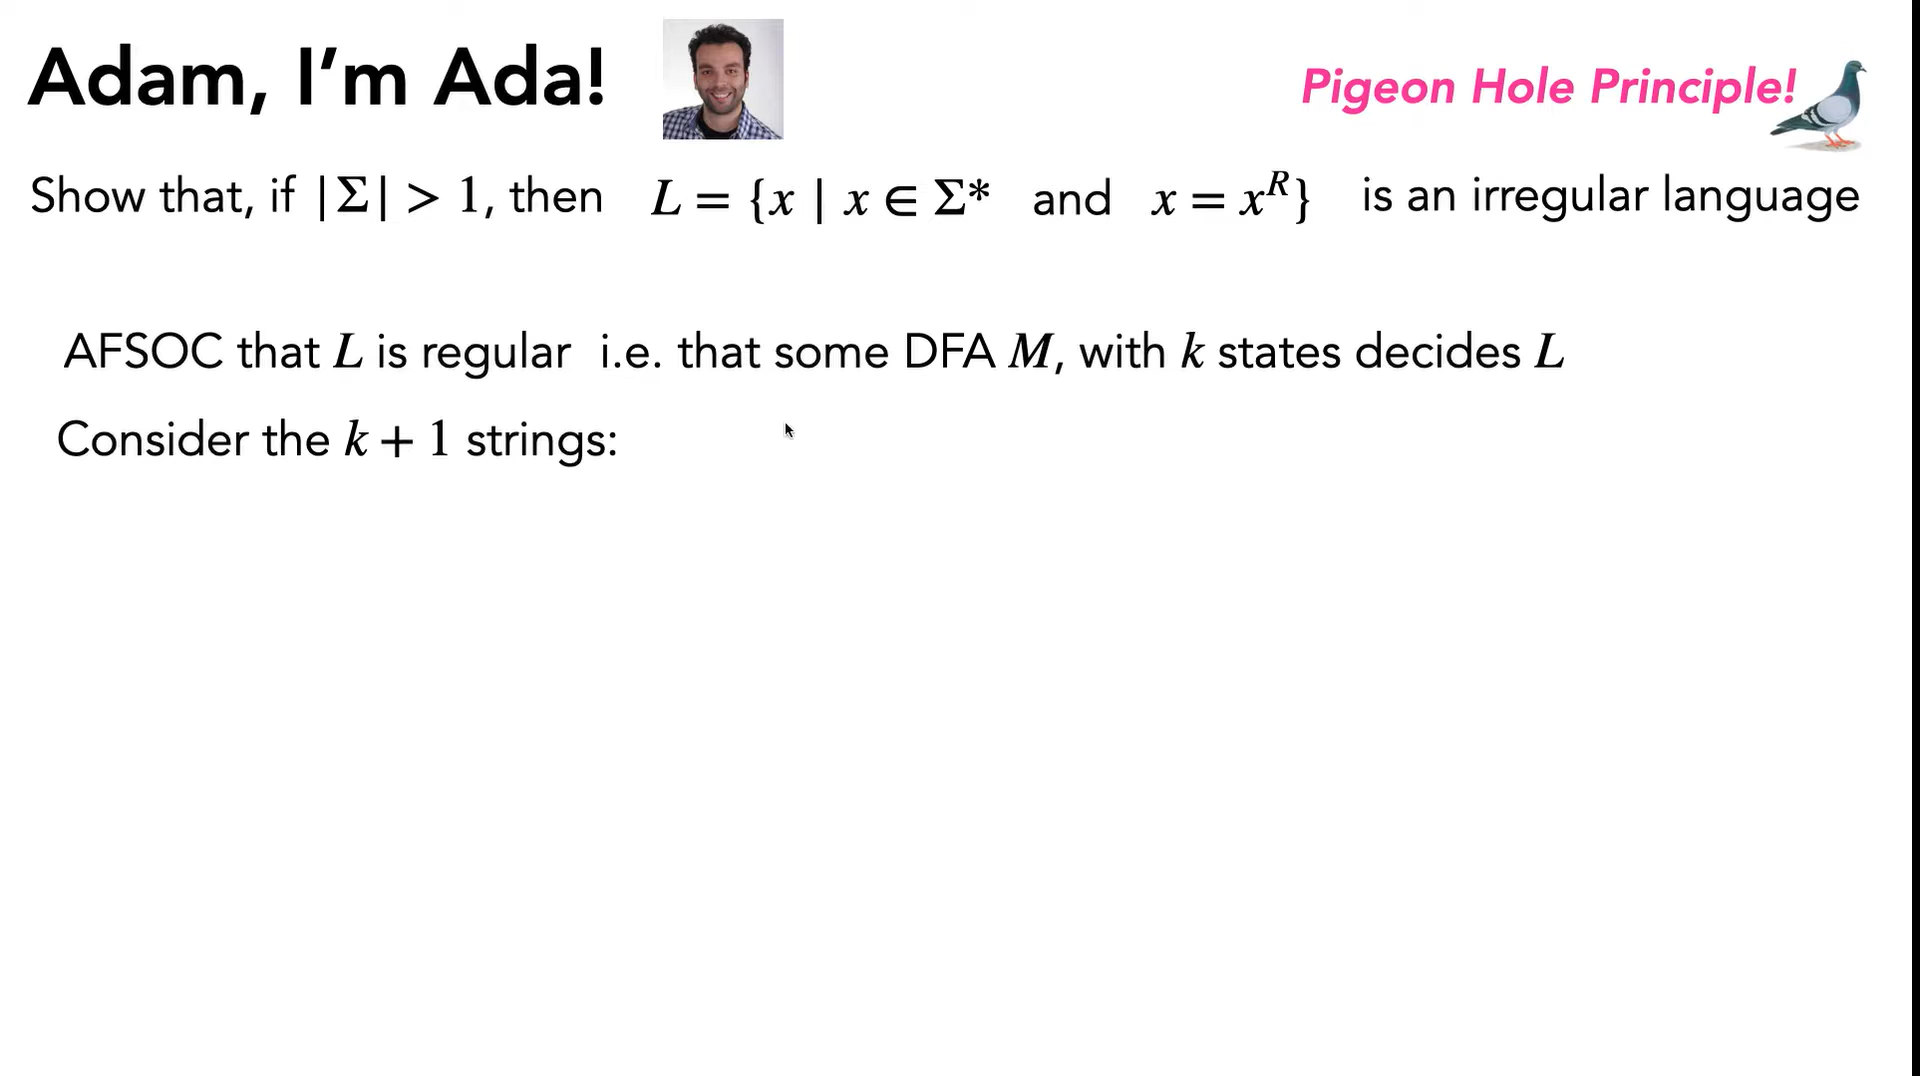 Adam, I’m Ada!
Pigeon Hole Principle!
Show that, if |Σ| > 1, then L = {x | x ∈ Σ* and x = xᴿ} is an irregular language
AFSOC that L is regular i.e. that some DFA M, with k states decides L
Consider the k + 1 strings: